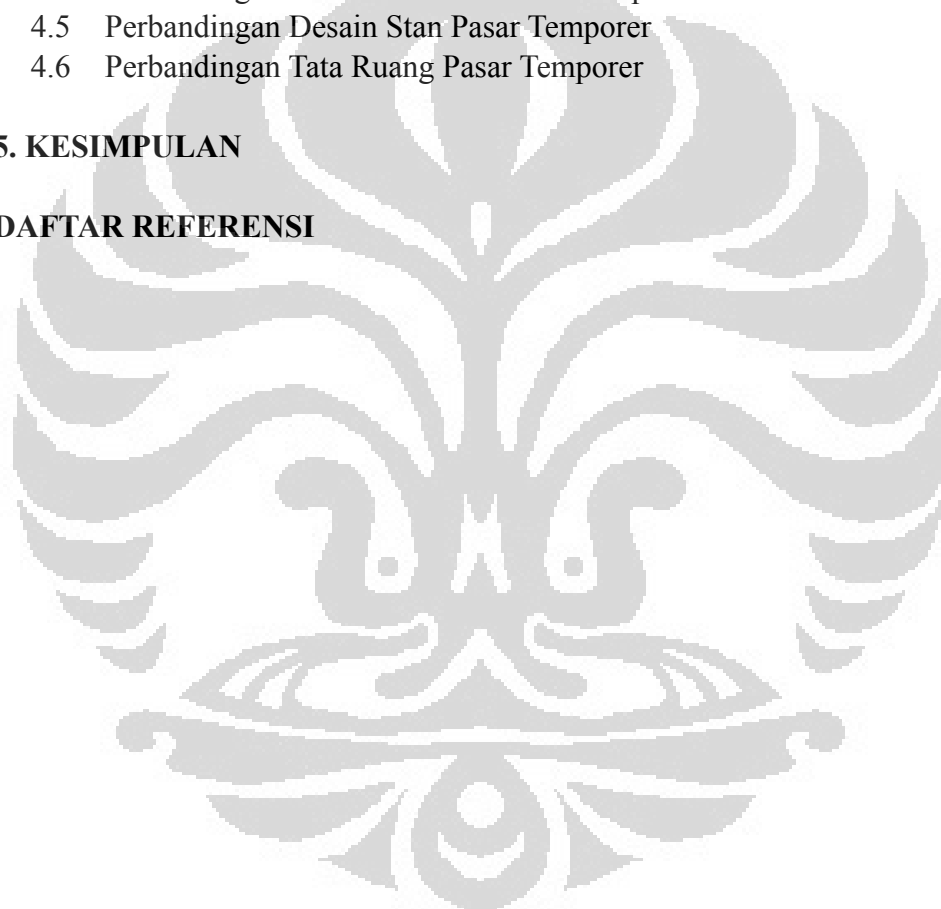 4.5 Perbandingan Desain Stan Pasar Temporer
4.6 Perbandingan Tata Ruang Pasar Temporer
5. KESIMPULAN
DAFTAR REFERENSI